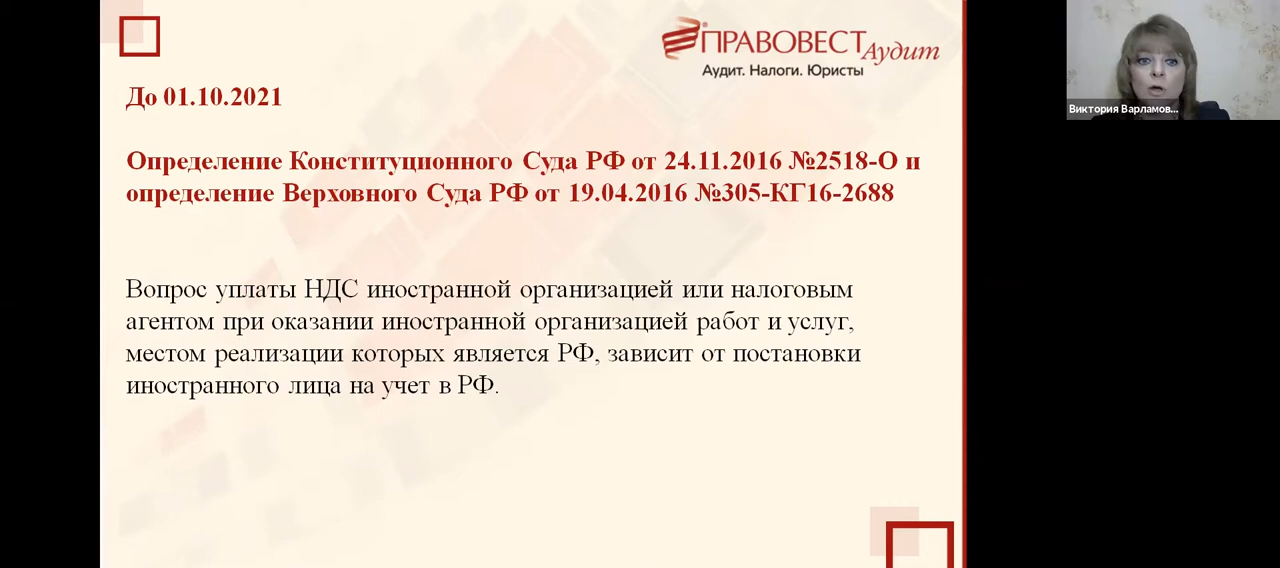 ПРАВОВЕСТ Аудит
Аудит. Налоги. Юристы
До 01.10.2021
Определение Конституционного Суда РФ от 24.11.2016 №2518-О и
определение Верховного Суда РФ от 19.04.2016 №305-КГ16-2688
Вопрос уплаты НДС иностранной организацией или налоговым
агентом при оказании иностранной организацией работ и услуг,
местом реализации которых является РФ, зависит от постановки
иностранного лица на учет в РФ.
Виктория Варламов...